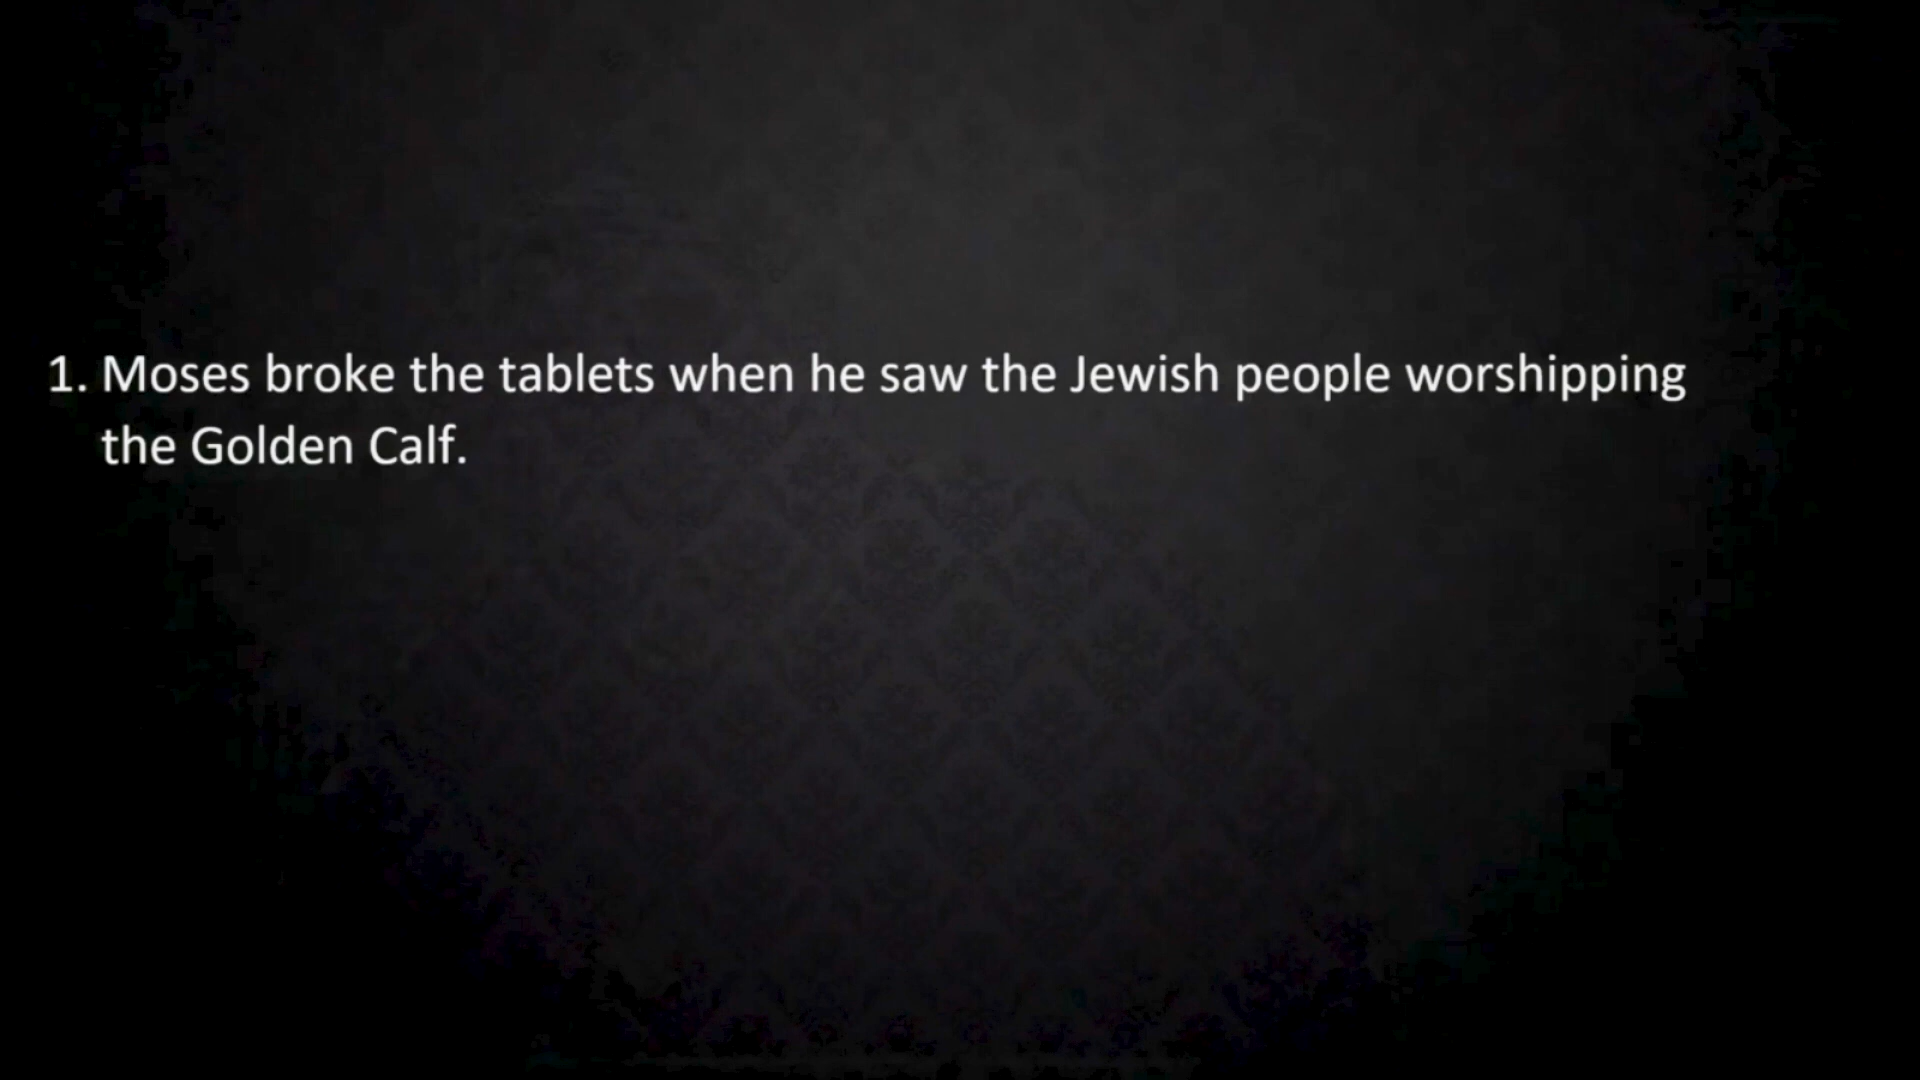 1. Moses broke the tablets when he saw the Jewish people worshipping
the Golden Calf.